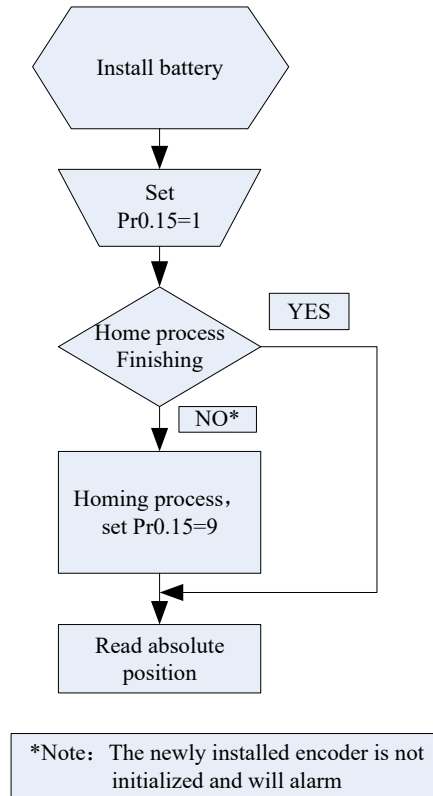 Install battery
Set
Pr0.15=1
Home process
Finishing
YES
NO*
Homing process，
set Pr0.15=9
Read absolute
position
*Note： The newly installed encoder is not
initialized and will alarm